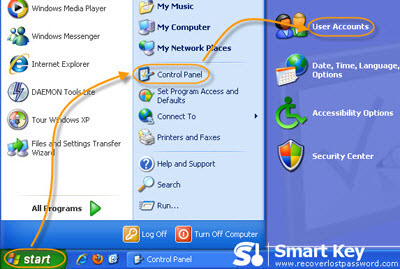 Windows Media Player
Windows Messenger
Internet Explorer
DAEMON Tools Lite
Tour Windows XP
Files and Settings Transfer
Wizard
All Programs
My Music
My Computer
My Network Places
Control Panel
Set Program Access and
Defaults
Connect To
Printers and Faxes
Help and Support
Search
Run...
Log Off
Turn Off Computer
User Accounts
Date, Time, Language,
Options
Accessibility Options
Security Center
start
Control Panel
S!
Smart Key
www.recoverlostpassword.com